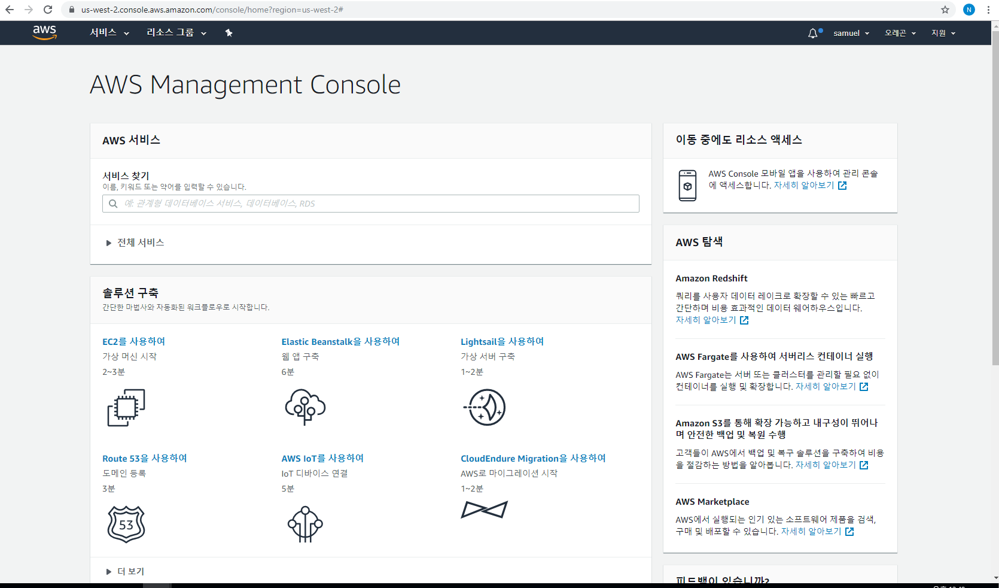 us-west-2.console.aws.amazon.com/console/home?region=us-west-2#
N
aws
서비스
리소스 그룹
samuel
오레곤
지원
AWS Management Console
AWS 서비스
서비스 찾기
이름, 키워드 또는 약어를 입력할 수 있습니다.
예: 관계형 데이터베이스 서비스, 데이터베이스, RDS
전체 서비스
솔루션 구축
간단한 마법사와 자동화된 워크플로우로 시작합니다.
EC2를 사용하여
가상 머신 시작
2~3분
Elastic Beanstalk을 사용하여
웹 앱 구축
6분
Lightsail을 사용하여
가상 서버 구축
1~2분
Route 53을 사용하여
도메인 등록
3분
53
AWS IoT를 사용하여
IoT 디바이스 연결
5분
CloudEndure Migration을 사용하여
AWS로 마이그레이션 시작
1~2분
더 보기
이동 중에도 리소스 액세스
AWS Console 모바일 앱을 사용하여 관리 콘솔
에 액세스합니다. 자세히 알아보기
AWS 탐색
Amazon Redshift
쿼리를 사용자 데이터 레이크로 확장할 수 있는 빠르고
간단하며 비용 효과적인 데이터 웨어하우스입니다.
자세히 알아보기
AWS Fargate를 사용하여 서버리스 컨테이너 실행
AWS Fargate는 서버 또는 클러스터를 관리할 필요 없이
컨테이너를 실행 및 확장합니다. 자세히 알아보기
Amazon S3를 통해 확장 가능하고 내구성이 뛰어나
며 안전한 백업 및 복원 수행
고객들이 AWS에서 백업 및 복구 솔루션을 구축하여 비용
을 절감하는 방법을 알아봅니다. 자세히 알아보기
AWS Marketplace
AWS에서 실행되는 인기 있는 소프트웨어 제품을 검색,
구매 및 배포할 수 있습니다. 자세히 알아보기
피드백이 있습니까?